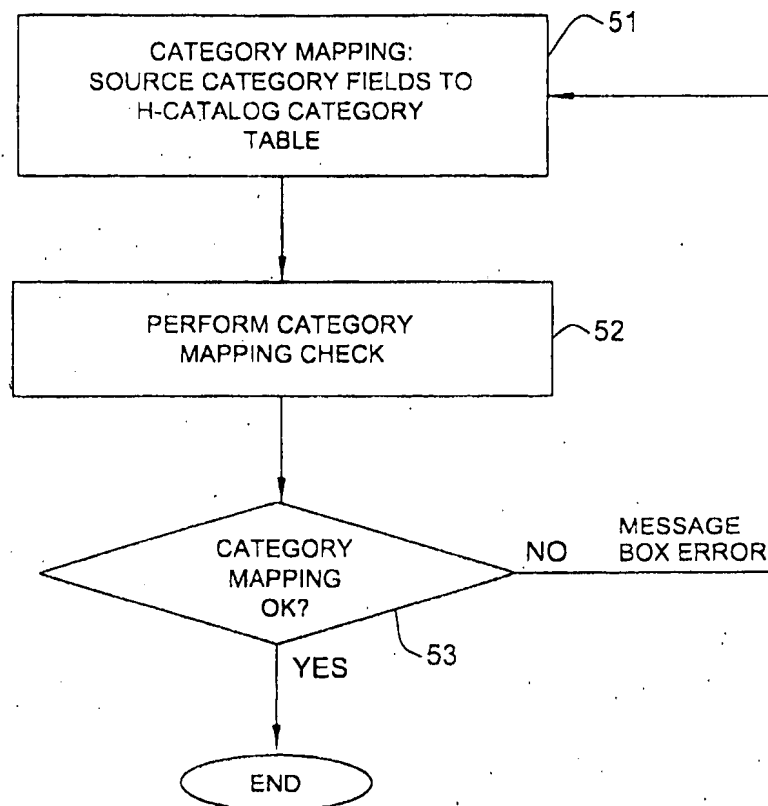 51
CATEGORY MAPPING:
SOURCE CATEGORY FIELDS TO
H-CATALOG CATEGORY
TABLE
PERFORM CATEGORY
MAPPING CHECK
52
CATEGORY
MAPPING
OK?
NO
MESSAGE
BOX ERROR
53
YES
END